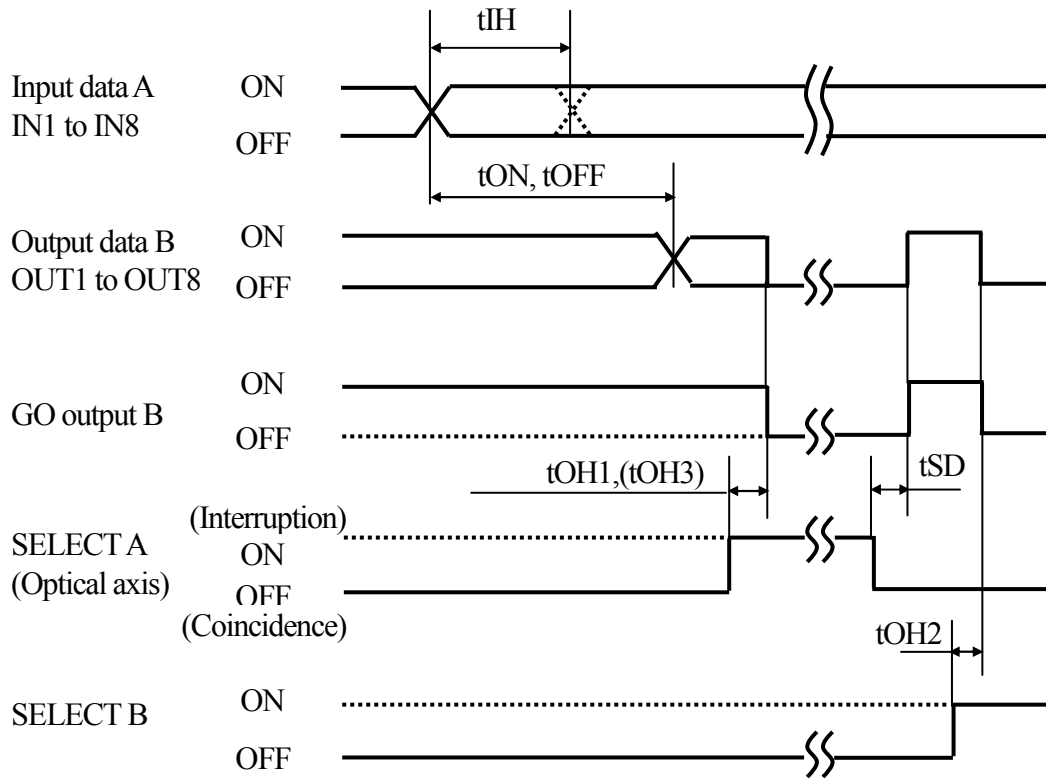 tIH
Input data A
IN1 to IN8
ON
OFF
tON, tOFF
Output data B
OUT1 to OUT8
ON
OFF
GO output B
ON
OFF
tOH1,(tOH3)
tSD
(Interruption)
SELECT A
(Optical axis)
ON
OFF
(Coincidence)
tOH2
SELECT B
ON
OFF